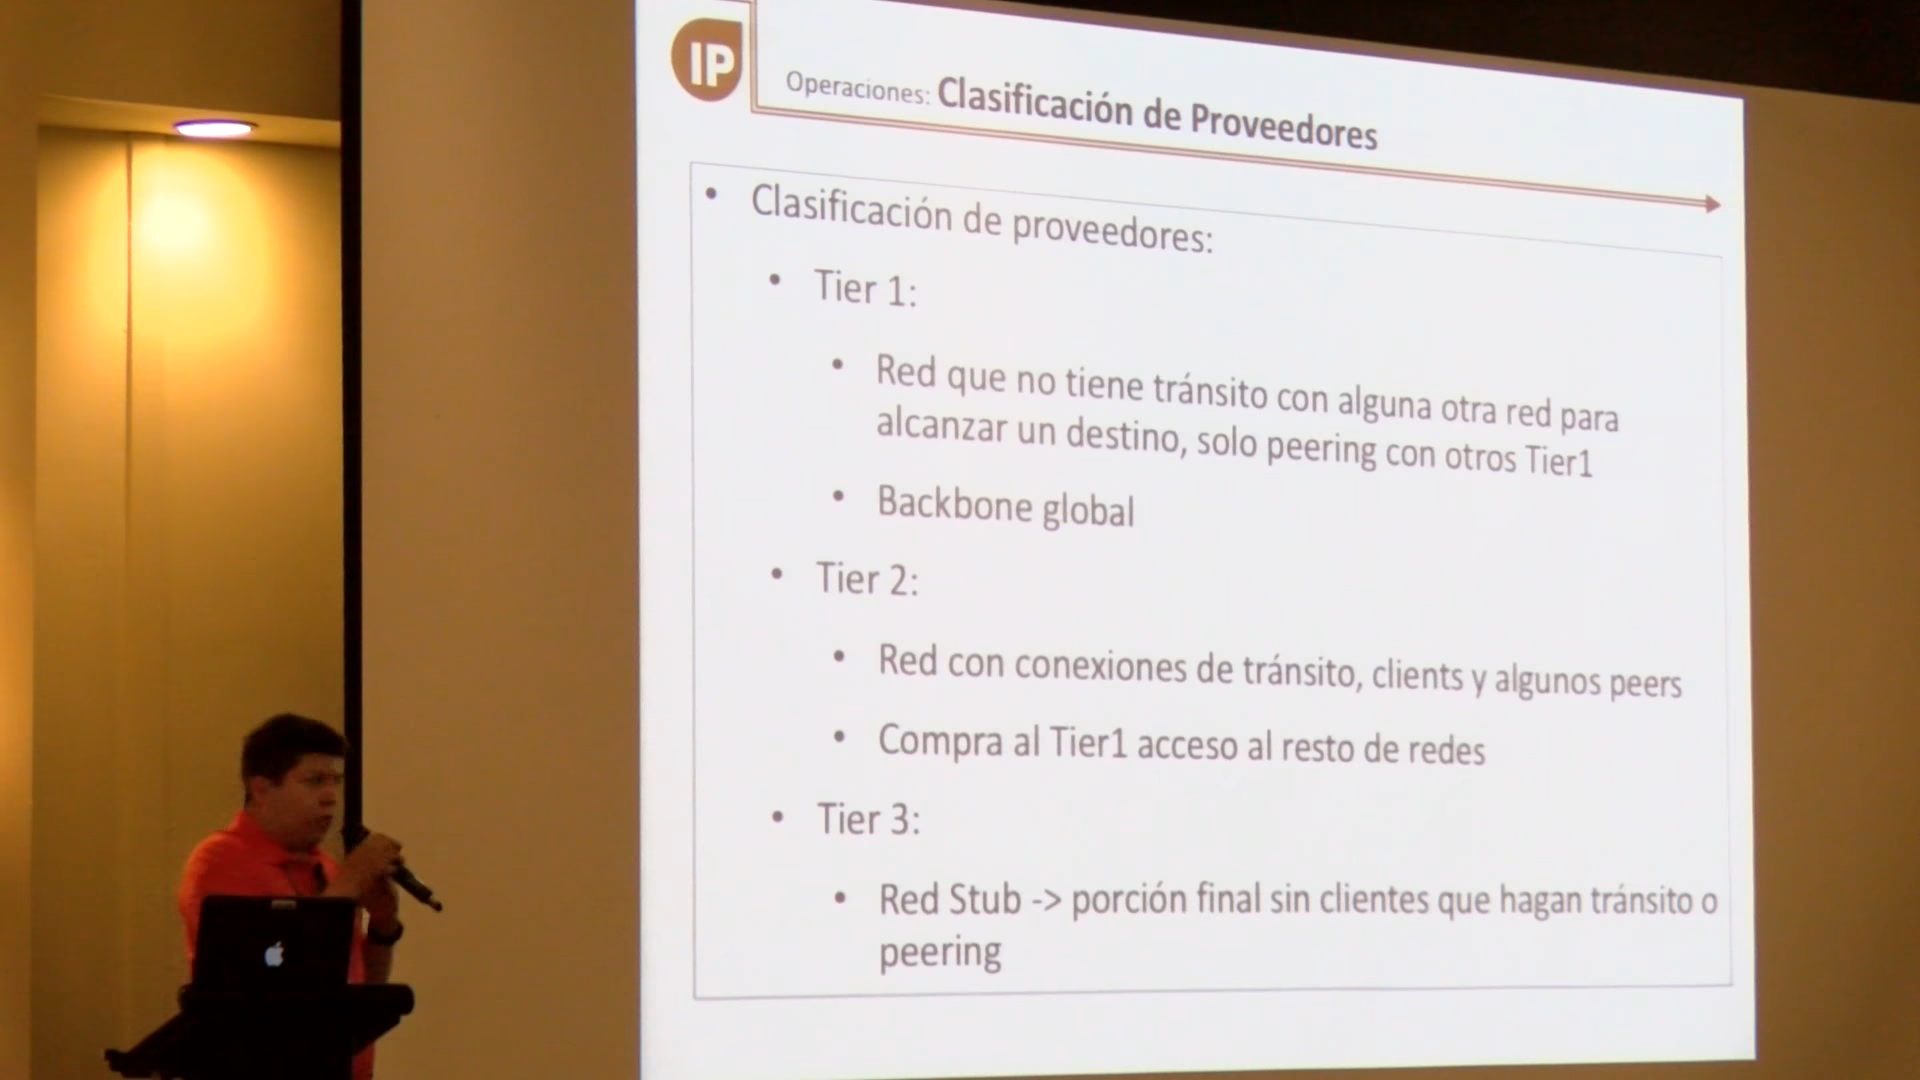 IP
Operaciones: Clasificación de Proveedores
• Clasificación de proveedores:
• Tier 1:
• Red que no tiene tránsito con alguna otra red para
alcanzar un destino, solo peering con otros Tier1
• Backbone global
• Tier 2:
• Red con conexiones de tránsito, clients y algunos peers
• Compra al Tier1 acceso al resto de redes
• Tier 3:
• Red Stub -> porción final sin clientes que hagan tránsito o
peering